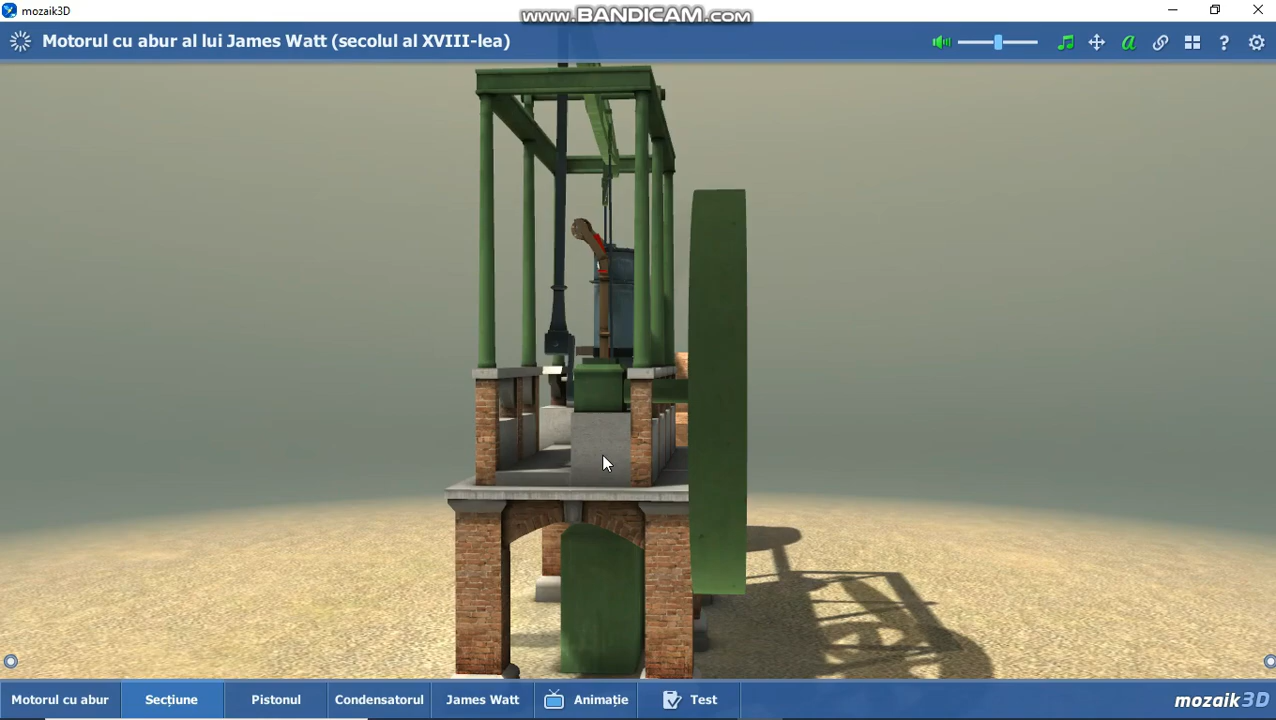 mozaik3D
www.BANDICAM.com
Motorul cu abur al lui James Watt (secolul al XVIII-lea)
a
?
Motorul cu abur
Secțiune
Pistonul
Condensatorul
James Watt
Animație
Test
mozaik3D